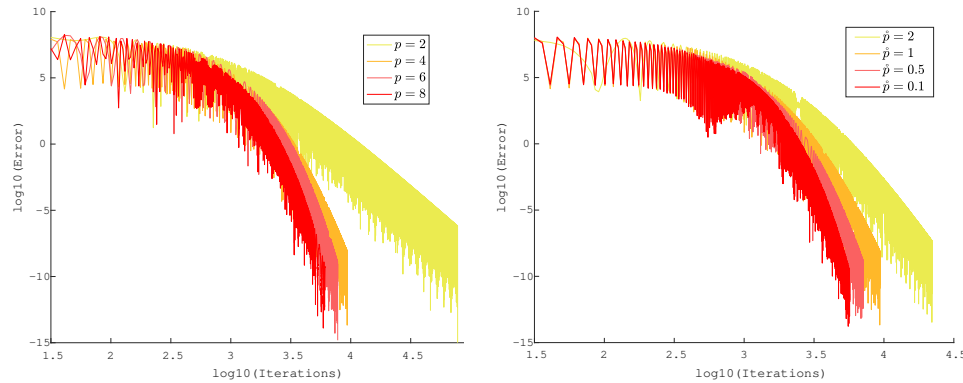 10
5
0
−5
−10
−15
log10(Error)
1.5 2 2.5 3 3.5 4 4.5
log10(Iterations)
p = 2
p = 4
p = 6
p = 8
10
5
0
−5
−10
−15
log10(Error)
1.5 2 2.5 3 3.5 4 4.5
log10(Iterations)
p̊ = 2
p̊ = 1
p̊ = 0.5
p̊ = 0.1